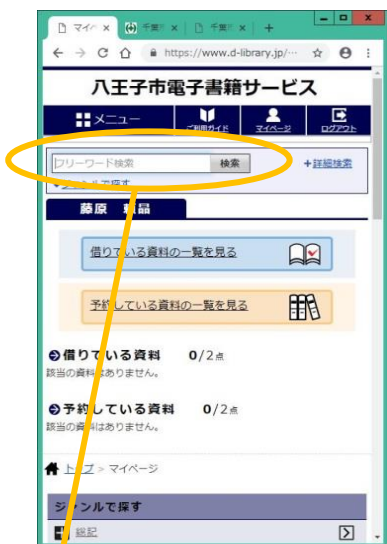 マイペ × 千葉 × 千葉 ×
https://www.d-library.jp/…
八王子市電子書籍サービス
メニュー ご利用ガイド マイページ ログアウト
フリーワード検索 検索 +詳細検索
ジャンルで探す
藤原
借りている資料の一覧を見る
予約している資料の一覧を見る
借りている資料 0/2点
該当の資料はありません。
予約している資料 0/2点
該当の資料はありません。
トップ > マイページ
ジャンルで探す
総記